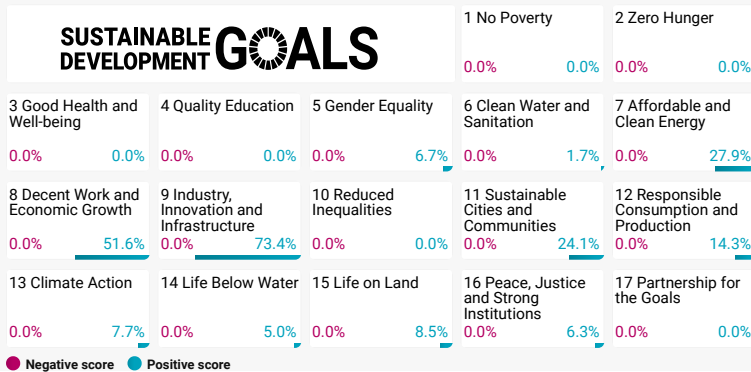 SUSTAINABLE
DEVELOPMENT
GOALS
1 No Poverty
0.0% 0.0%
2 Zero Hunger
0.0% 0.0%
3 Good Health and
Well-being
0.0% 0.0%
4 Quality Education
0.0% 0.0%
5 Gender Equality
0.0% 6.7%
6 Clean Water and
Sanitation
0.0% 1.7%
7 Affordable and
Clean Energy
0.0% 27.9%
8 Decent Work and
Economic Growth
0.0% 51.6%
9 Industry,
Innovation and
Infrastructure
0.0% 73.4%
10 Reduced
Inequalities
0.0% 0.0%
11 Sustainable
Cities and
Communities
0.0% 24.1%
12 Responsible
Consumption and
Production
0.0% 14.3%
13 Climate Action
0.0% 7.7%
14 Life Below Water
0.0% 5.0%
15 Life on Land
0.0% 8.5%
16 Peace, Justice
and Strong
Institutions
0.0% 6.3%
17 Partnership for
the Goals
0.0% 0.0%
Negative score Positive score